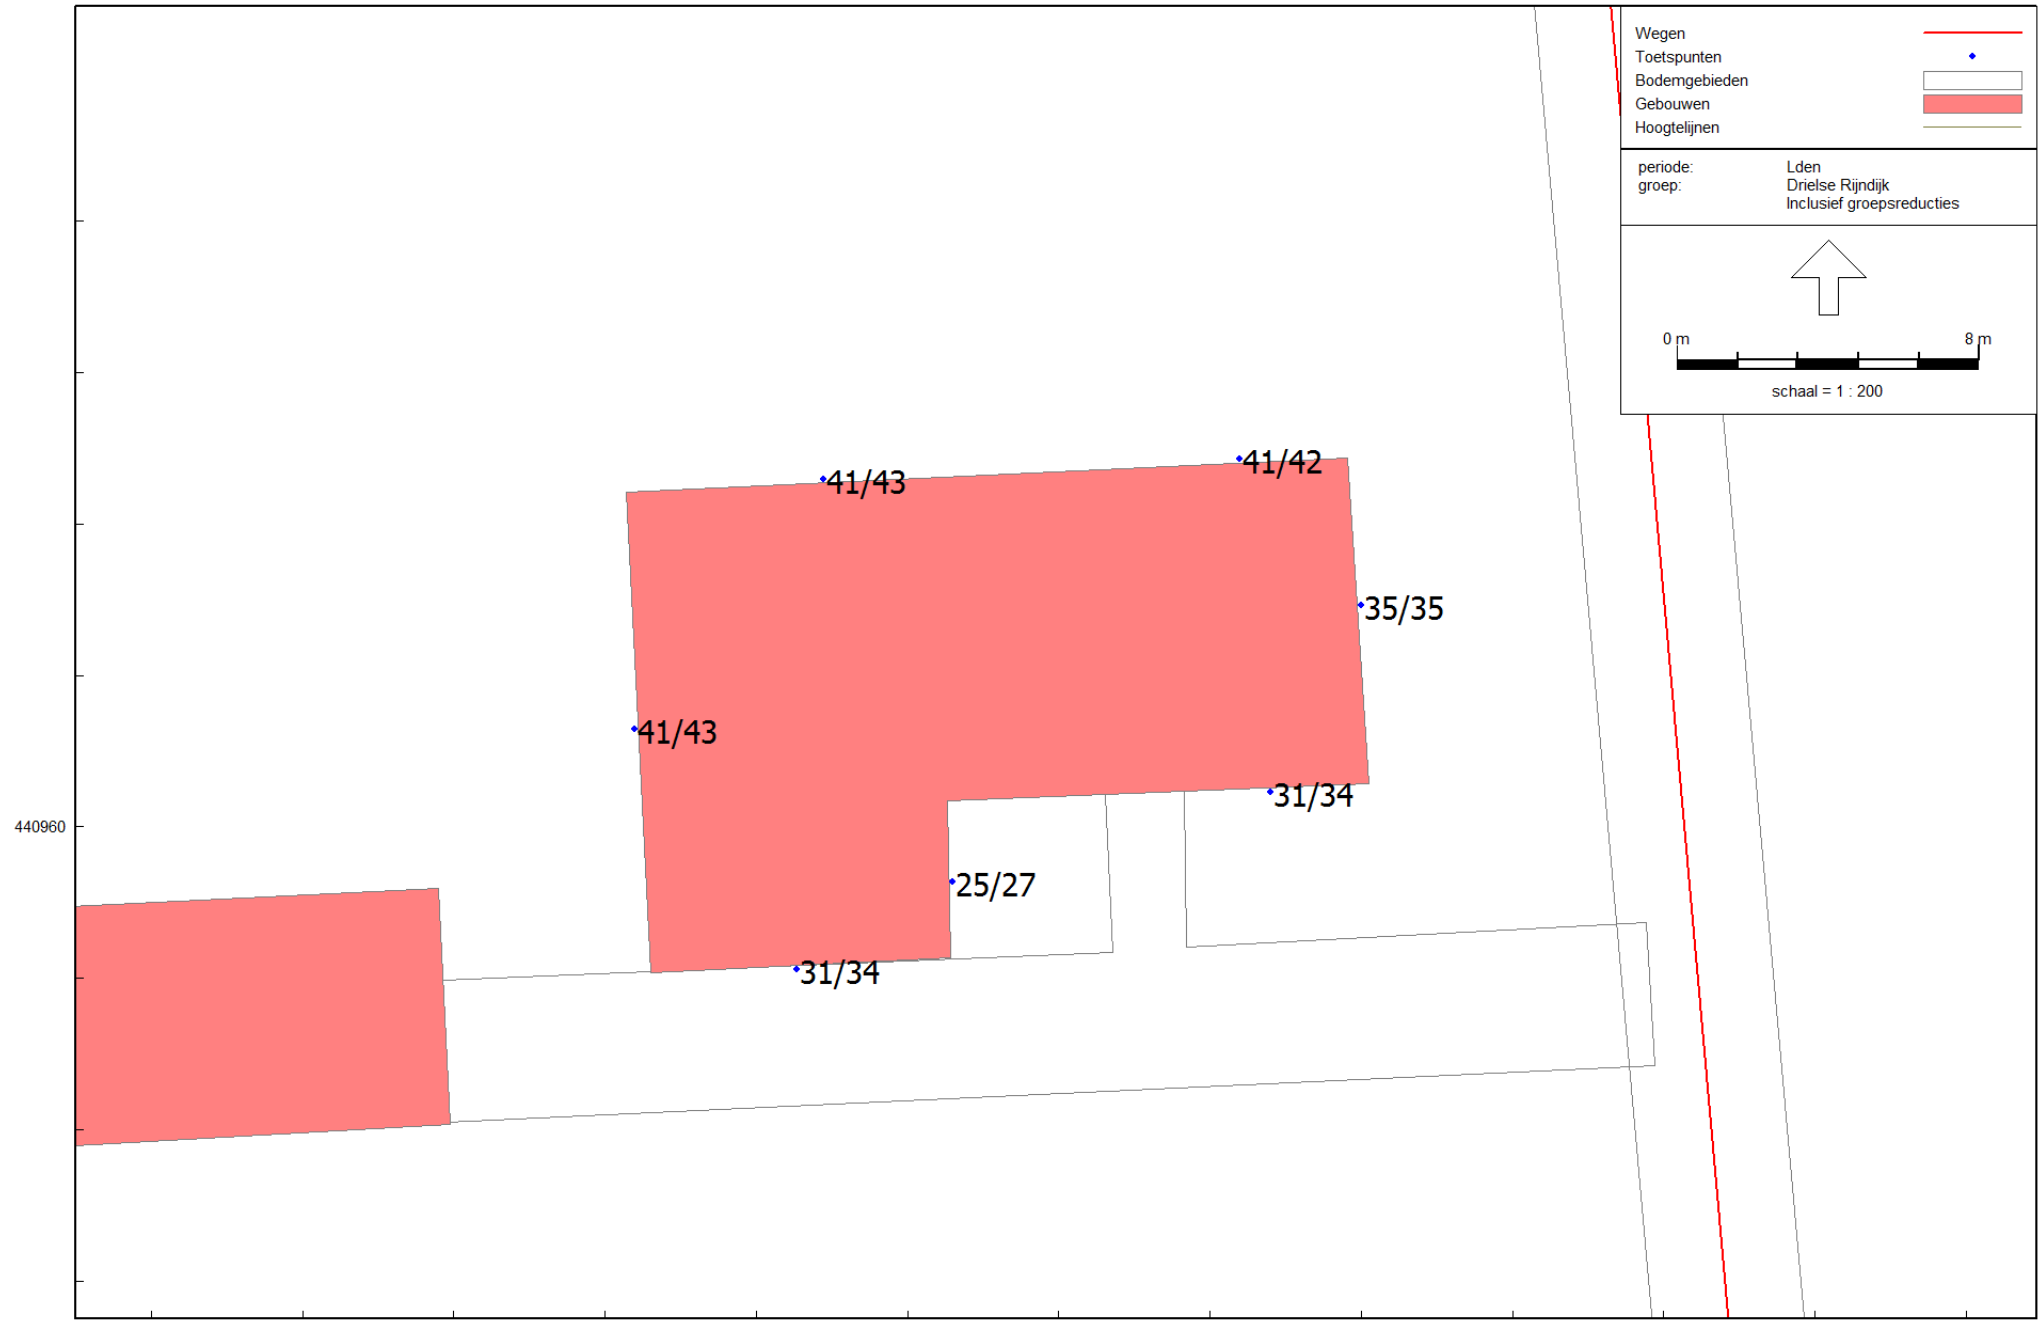 Wegen
Toetspunten
Bodemgebieden
Gebouwen
Hoogtelijnen
periode: Lden
groep: Drielse Rijndijk
Inclusief groepsreducties
0 m 8 m
schaal = 1 : 200
41/42
41/43
35/35
41/43
31/34
440960
25/27
31/34